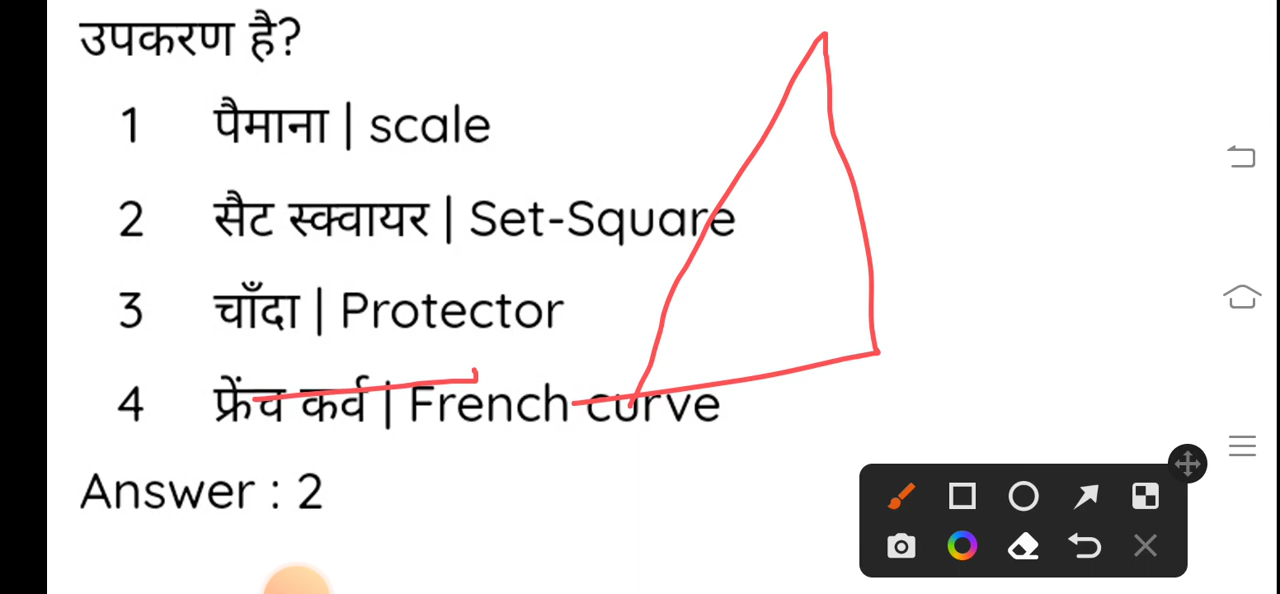 उपकरण है?
1 पैमाना | scale
2 सैट स्क्वायर | Set-Square
3 चाँदा | Protector
4 फ्रेंच कर्व | French curve
Answer : 2